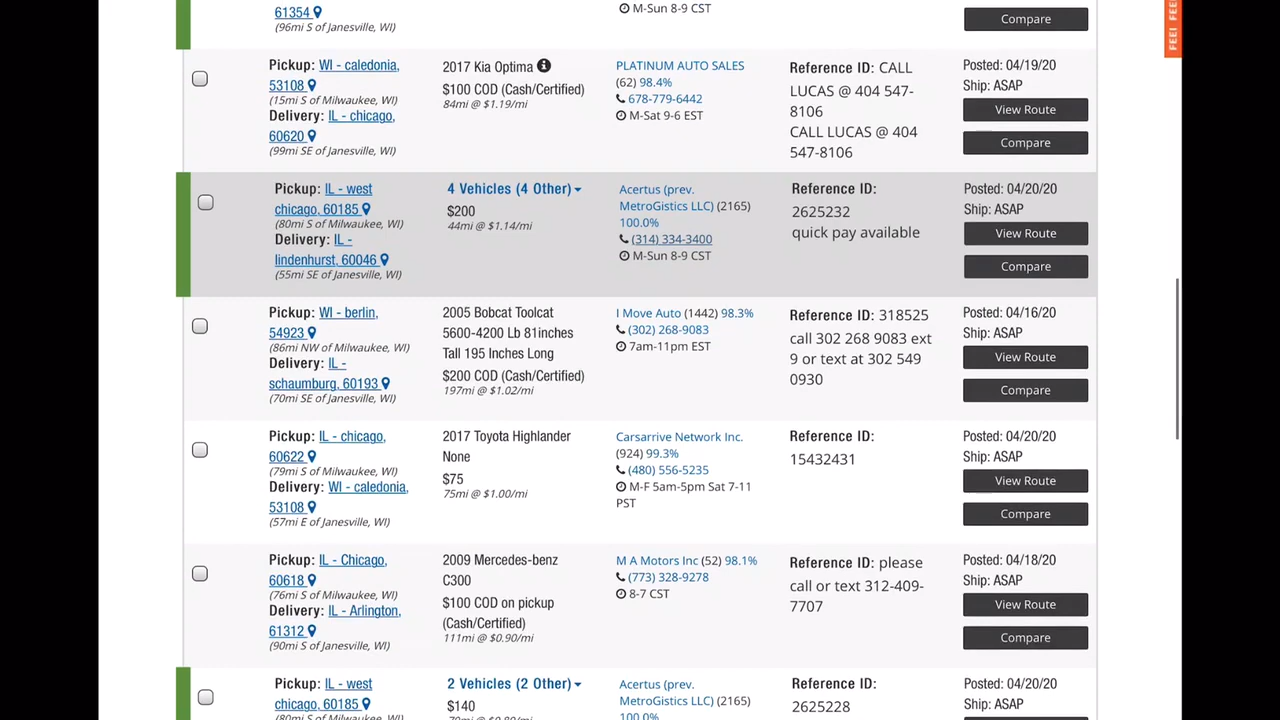 61354
(96mi S of Janesville, WI)
M-Sun 8-9 CST
Compare
Pickup: WI - caledonia,
53108
(15mi S of Milwaukee, WI)
Delivery: IL - chicago,
60620
(99mi SE of Janesville, WI)
2017 Kia Optima
$100 COD (Cash/Certified)
84mi @ $1.19/mi
PLATINUM AUTO SALES
(62) 98.4%
678-779-6442
M-Sat 9-6 EST
Reference ID: CALL
LUCAS @ 404 547-
8106
CALL LUCAS @ 404
547-8106
Posted: 04/19/20
Ship: ASAP
View Route
Compare
Pickup: IL - west
chicago, 60185
(80mi S of Milwaukee, WI)
Delivery: IL -
lindenhurst, 60046
(55mi SE of Janesville, WI)
4 Vehicles (4 Other)
$200
44mi @ $1.14/mi
Acertus (prev.
MetroGistics LLC) (2165)
100.0%
(314) 334-3400
M-Sun 8-9 CST
Reference ID:
2625232
quick pay available
Posted: 04/20/20
Ship: ASAP
View Route
Compare
Pickup: WI - berlin,
54923
(86mi NW of Milwaukee, WI)
Delivery: IL -
schaumburg, 60193
(70mi SE of Janesville, WI)
2005 Bobcat Toolcat
5600-4200 Lb 81inches
Tall 195 Inches Long
$200 COD (Cash/Certified)
197mi @ $1.02/mi
I Move Auto (1442) 98.3%
(302) 268-9083
7am-11pm EST
Reference ID: 318525
call 302 268 9083 ext
9 or text at 302 549
0930
Posted: 04/16/20
Ship: ASAP
View Route
Compare
Pickup: IL - chicago,
60622
(79mi S of Milwaukee, WI)
Delivery: WI - caledonia,
53108
(57mi E of Janesville, WI)
2017 Toyota Highlander
None
$75
75mi @ $1.00/mi
Carsarrive Network Inc.
(924) 99.3%
(480) 556-5235
M-F 5am-5pm Sat 7-11
PST
Reference ID:
15432431
Posted: 04/20/20
Ship: ASAP
View Route
Compare
Pickup: IL - Chicago,
60618
(76mi S of Milwaukee, WI)
Delivery: IL - Arlington,
61312
(90mi S of Janesville, WI)
2009 Mercedes-benz
C300
$100 COD on pickup
(Cash/Certified)
111mi @ $0.90/mi
M A Motors Inc (52) 98.1%
(773) 328-9278
8-7 CST
Reference ID: please
call or text 312-409-
7707
Posted: 04/18/20
Ship: ASAP
View Route
Compare
Pickup: IL - west
chicago, 60185
2 Vehicles (2 Other)
$140
Acertus (prev.
MetroGistics LLC) (2165)
100.0%
Reference ID:
2625228
Posted: 04/20/20
Ship: ASAP